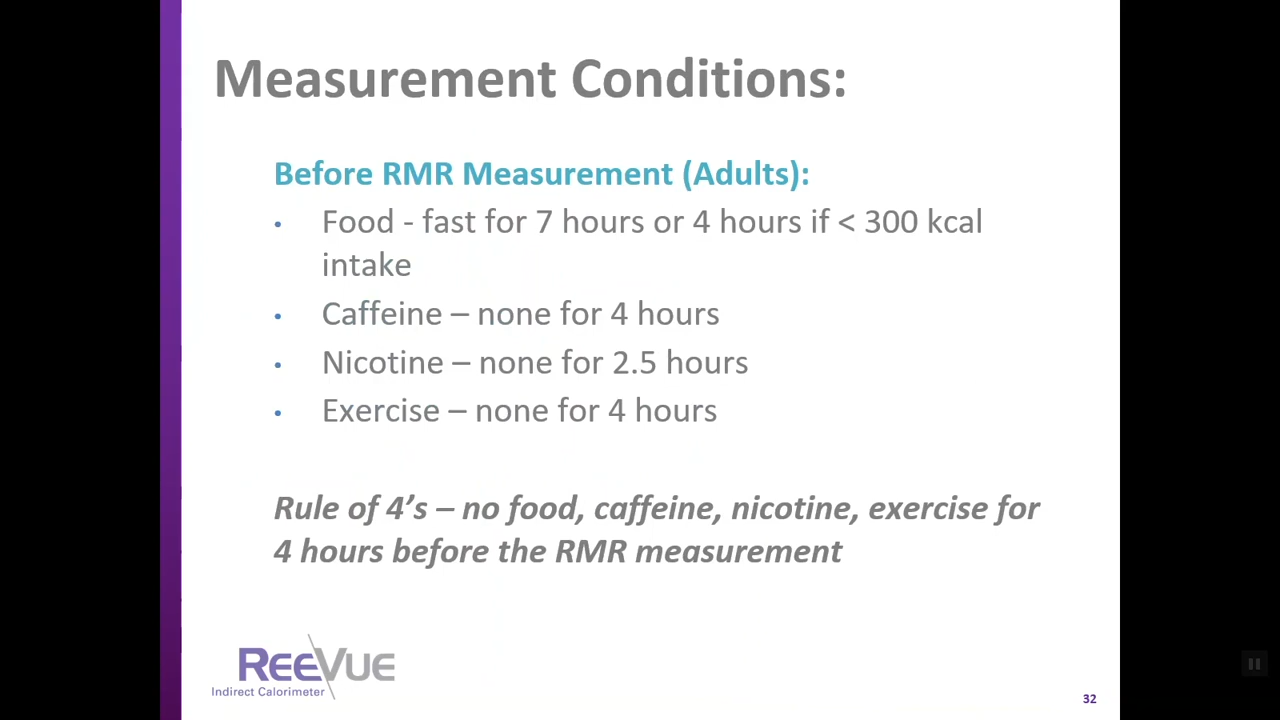 Measurement Conditions:
Before RMR Measurement (Adults):
• Food - fast for 7 hours or 4 hours if < 300 kcal
intake
• Caffeine – none for 4 hours
• Nicotine – none for 2.5 hours
• Exercise – none for 4 hours
Rule of 4’s – no food, caffeine, nicotine, exercise for
4 hours before the RMR measurement
REEVUE
Indirect Calorimeter
32